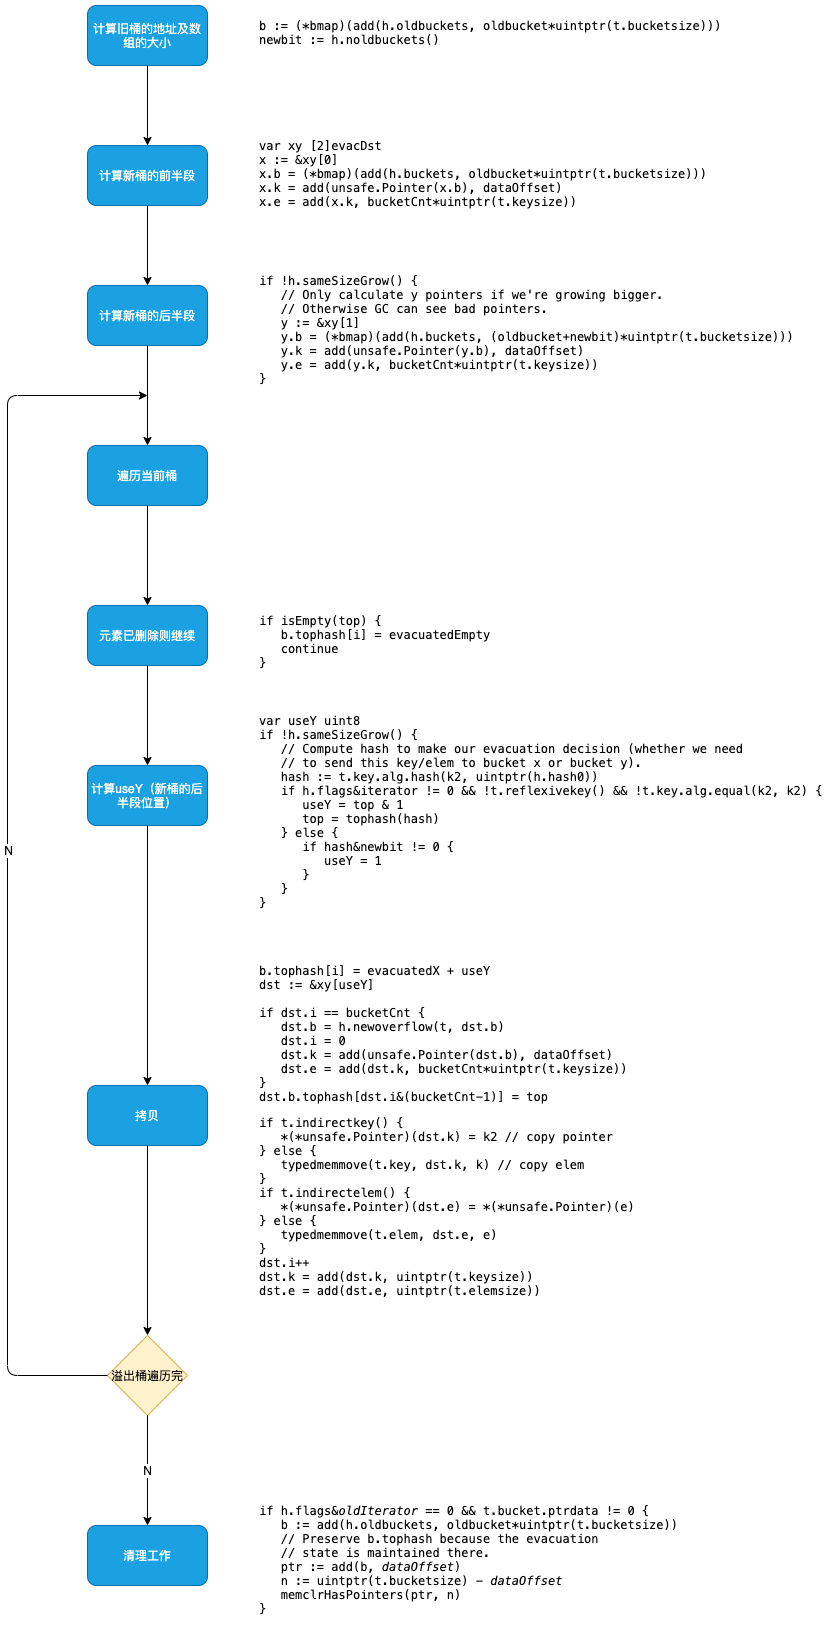 计算旧桶的地址及数
组的大小
b := (*bmap)(add(h.oldbuckets, oldbucket*uintptr(t.bucketsize)))
newbit := h.noldbuckets()
计算新桶的前半段
var xy [2]evacDst
x := &xy[0]
x.b = (*bmap)(add(h.buckets, oldbucket*uintptr(t.bucketsize)))
x.k = add(unsafe.Pointer(x.b), dataOffset)
x.e = add(x.k, bucketCnt*uintptr(t.keysize))
计算新桶的后半段
if !h.sameSizeGrow() {
   // Only calculate y pointers if we're growing bigger.
   // Otherwise GC can see bad pointers.
   y := &xy[1]
   y.b = (*bmap)(add(h.buckets, (oldbucket+newbit)*uintptr(t.bucketsize)))
   y.k = add(unsafe.Pointer(y.b), dataOffset)
   y.e = add(y.k, bucketCnt*uintptr(t.keysize))
}
遍历当前桶
元素已删除则继续
if isEmpty(top) {
   b.tophash[i] = evacuatedEmpty
   continue
}
计算useY（新桶的后
半段位置）
var useY uint8
if !h.sameSizeGrow() {
   // Compute hash to make our evacuation decision (whether we need
   // to send this key/elem to bucket x or bucket y).
   hash := t.key.alg.hash(k2, uintptr(h.hash0))
   if h.flags&iterator != 0 && !t.reflexivekey() && !t.key.alg.equal(k2, k2) {
      useY = top & 1
      top = tophash(hash)
   } else {
      if hash&newbit != 0 {
         useY = 1
      }
   }
}
N
拷贝
b.tophash[i] = evacuatedX + useY
dst := &xy[useY]
if dst.i == bucketCnt {
   dst.b = h.newoverflow(t, dst.b)
   dst.i = 0
   dst.k = add(unsafe.Pointer(dst.b), dataOffset)
   dst.e = add(dst.k, bucketCnt*uintptr(t.keysize))
}
dst.b.tophash[dst.i&(bucketCnt-1)] = top
if t.indirectkey() {
   *(*unsafe.Pointer)(dst.k) = k2 // copy pointer
} else {
   typedmemmove(t.key, dst.k, k) // copy elem
}
if t.indirectelem() {
   *(*unsafe.Pointer)(dst.e) = *(*unsafe.Pointer)(e)
} else {
   typedmemmove(t.elem, dst.e, e)
}
dst.i++
dst.k = add(dst.k, uintptr(t.keysize))
dst.e = add(dst.e, uintptr(t.elemsize))
溢出桶遍历完
N
清理工作
if h.flags&oldIterator == 0 && t.bucket.ptrdata != 0 {
   b := add(h.oldbuckets, oldbucket*uintptr(t.bucketsize))
   // Preserve b.tophash because the evacuation
   // state is maintained there.
   ptr := add(b, dataOffset)
   n := uintptr(t.bucketsize) - dataOffset
   memclrHasPointers(ptr, n)
}